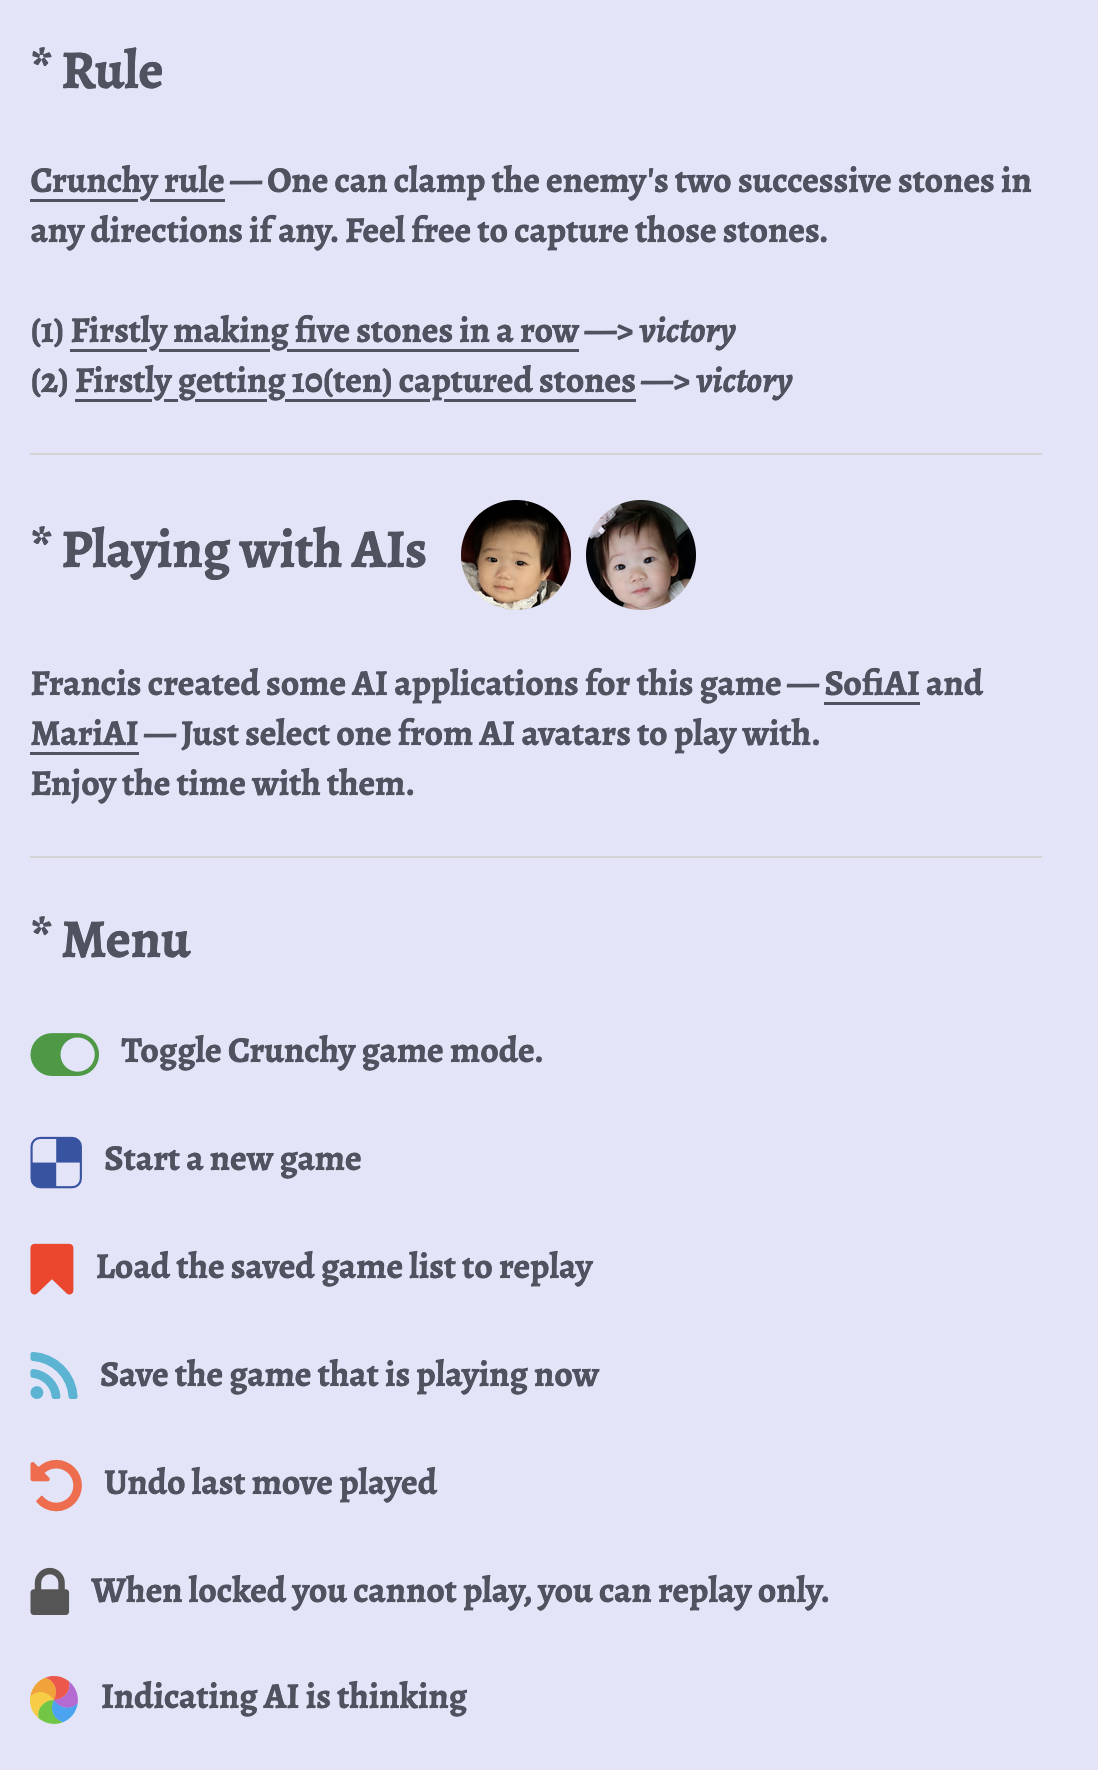 * Rule
Crunchy rule — One can clamp the enemy's two successive stones in
any directions if any. Feel free to capture those stones.
(1) Firstly making five stones in a row —> victory
(2) Firstly getting 10(ten) captured stones —> victory
* Playing with AIs
Francis created some AI applications for this game — SofiAI and
MariAI — Just select one from AI avatars to play with.
Enjoy the time with them.
* Menu
Toggle Crunchy game mode.
Start a new game
Load the saved game list to replay
Save the game that is playing now
Undo last move played
When locked you cannot play, you can replay only.
Indicating AI is thinking